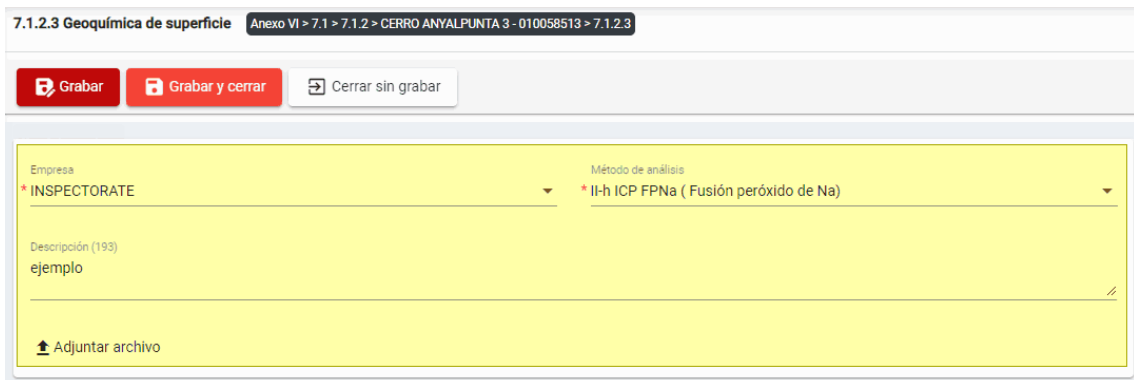 7.1.2.3 Geoquímica de superficie Anexo VI > 7.1 > 7.1.2 > CERRO ANYALPUNTA 3 - 010058513 > 7.1.2.3
Grabar Grabar y cerrar Cerrar sin grabar
Empresa Método de análisis
* INSPECTORATE * II-h ICP FPNa ( Fusión peróxido de Na)
Descripción (193)
ejemplo
Adjuntar archivo